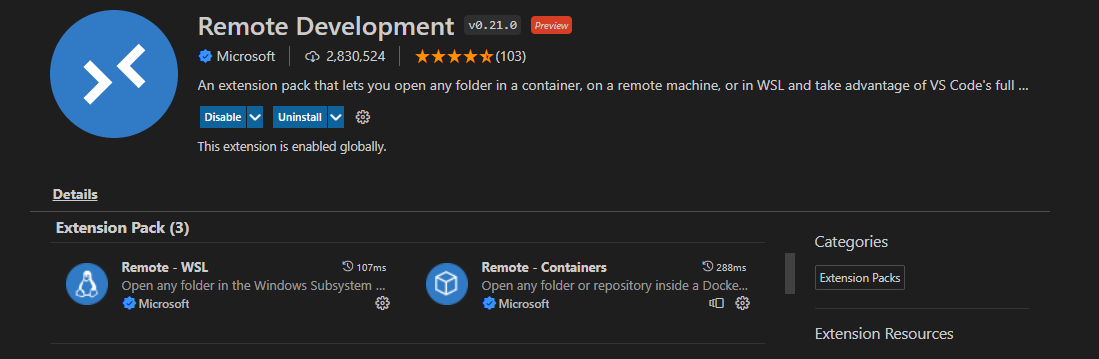 Remote Development v0.21.0 Preview
Microsoft 2,830,524 (103)
An extension pack that lets you open any folder in a container, on a remote machine, or in WSL and take advantage of VS Code's full ...
Disable Uninstall
This extension is enabled globally.
Details
Extension Pack (3)
Remote - WSL 107ms
Open any folder in the Windows Subsystem ...
Microsoft
Remote - Containers 288ms
Open any folder or repository inside a Docke...
Microsoft
Categories
Extension Packs
Extension Resources